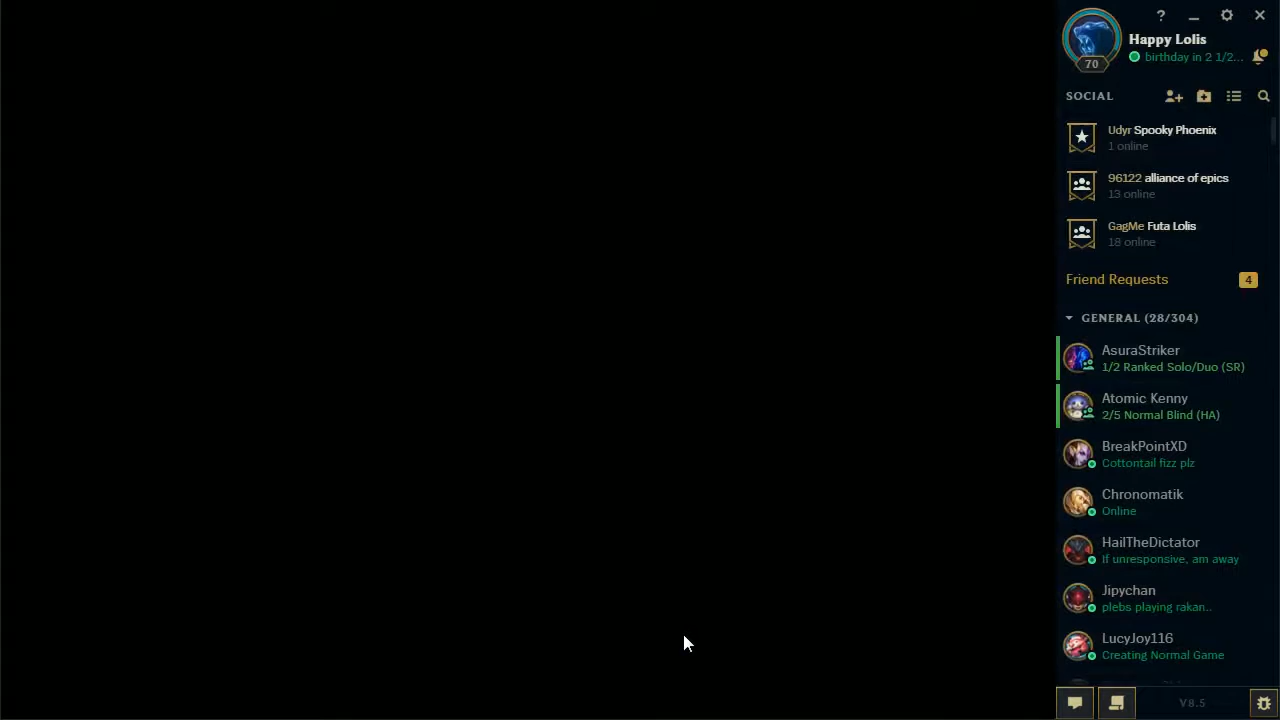 ?
Happy Lolis
70
birthday in 2 1/2...
SOCIAL
Udyr Spooky Phoenix
1 online
96122 alliance of epics
13 online
GagMe Futa Lolis
18 online
Friend Requests
4
GENERAL (28/304)
AsuraStriker
1/2 Ranked Solo/Duo (SR)
Atomic Kenny
2/5 Normal Blind (HA)
BreakPointXD
Cottontail fizz plz
Chronomatik
Online
HailTheDictator
If unresponsive, am away
Jipychan
plebs playing rakan..
LucyJoy116
Creating Normal Game
V8.5